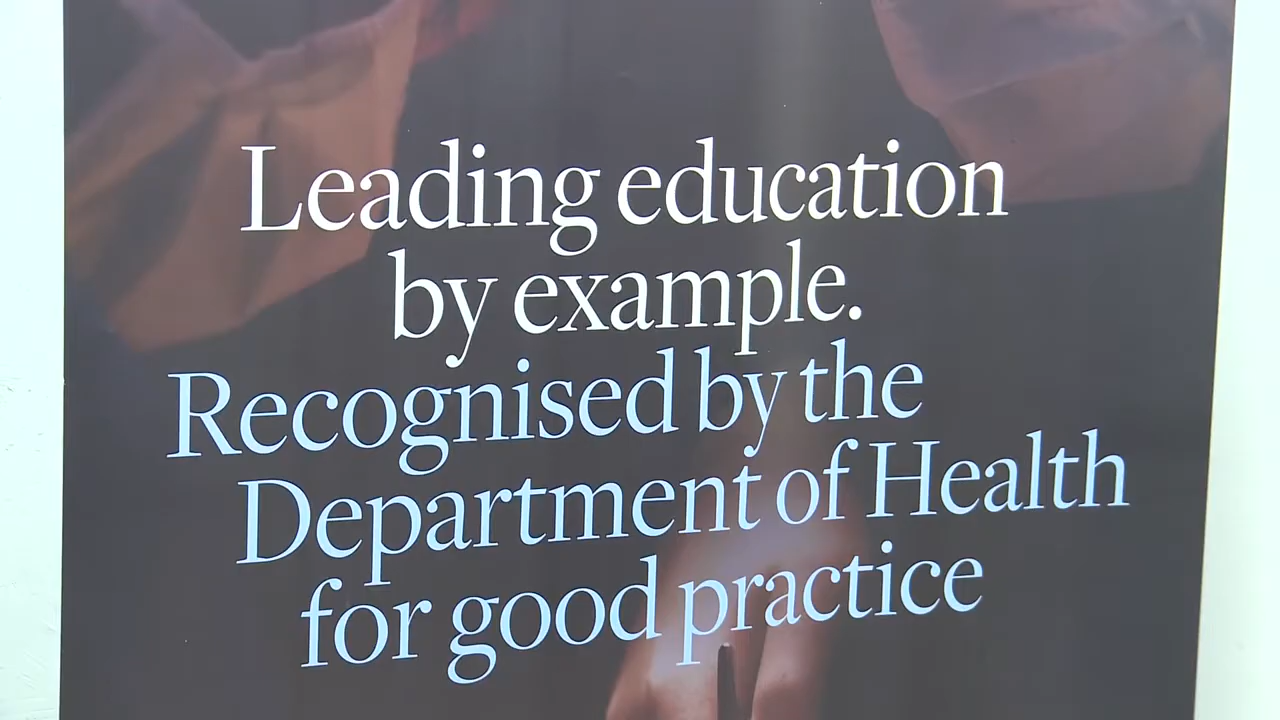 Leading education
by example.
Recognised by the
Department of Health
for good practice